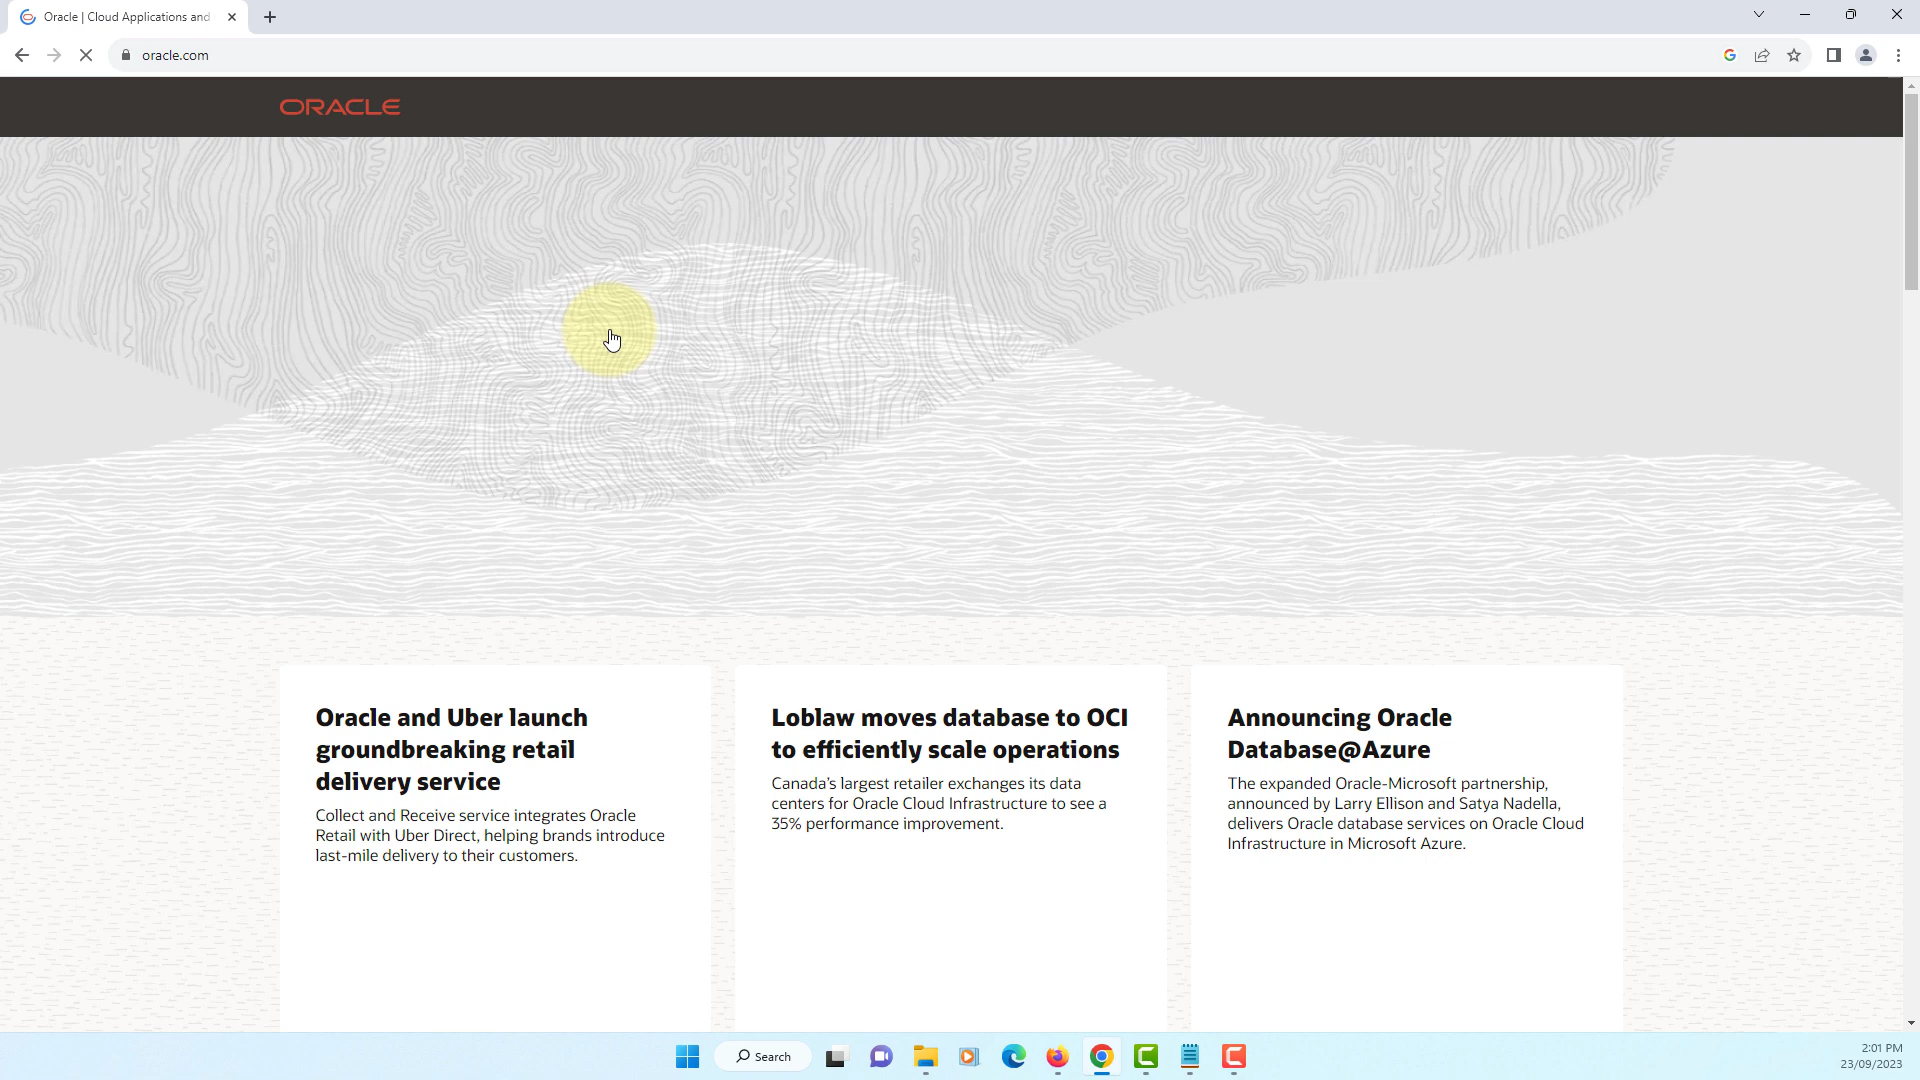 Oracle | Cloud Applications and
oracle.com
ORACLE
Oracle and Uber launch
groundbreaking retail
delivery service
Collect and Receive service integrates Oracle
Retail with Uber Direct, helping brands introduce
last-mile delivery to their customers.
Loblaw moves database to OCI
to efficiently scale operations
Canada's largest retailer exchanges its data
centers for Oracle Cloud Infrastructure to see a
35% performance improvement.
Announcing Oracle
Database@Azure
The expanded Oracle-Microsoft partnership,
announced by Larry Ellison and Satya Nadella,
delivers Oracle database services on Oracle Cloud
Infrastructure in Microsoft Azure.
Search
2:01 PM
23/09/2023